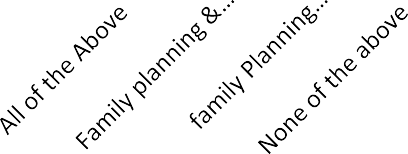 All of the Above
Family planning &...
family Planning...
None of the above